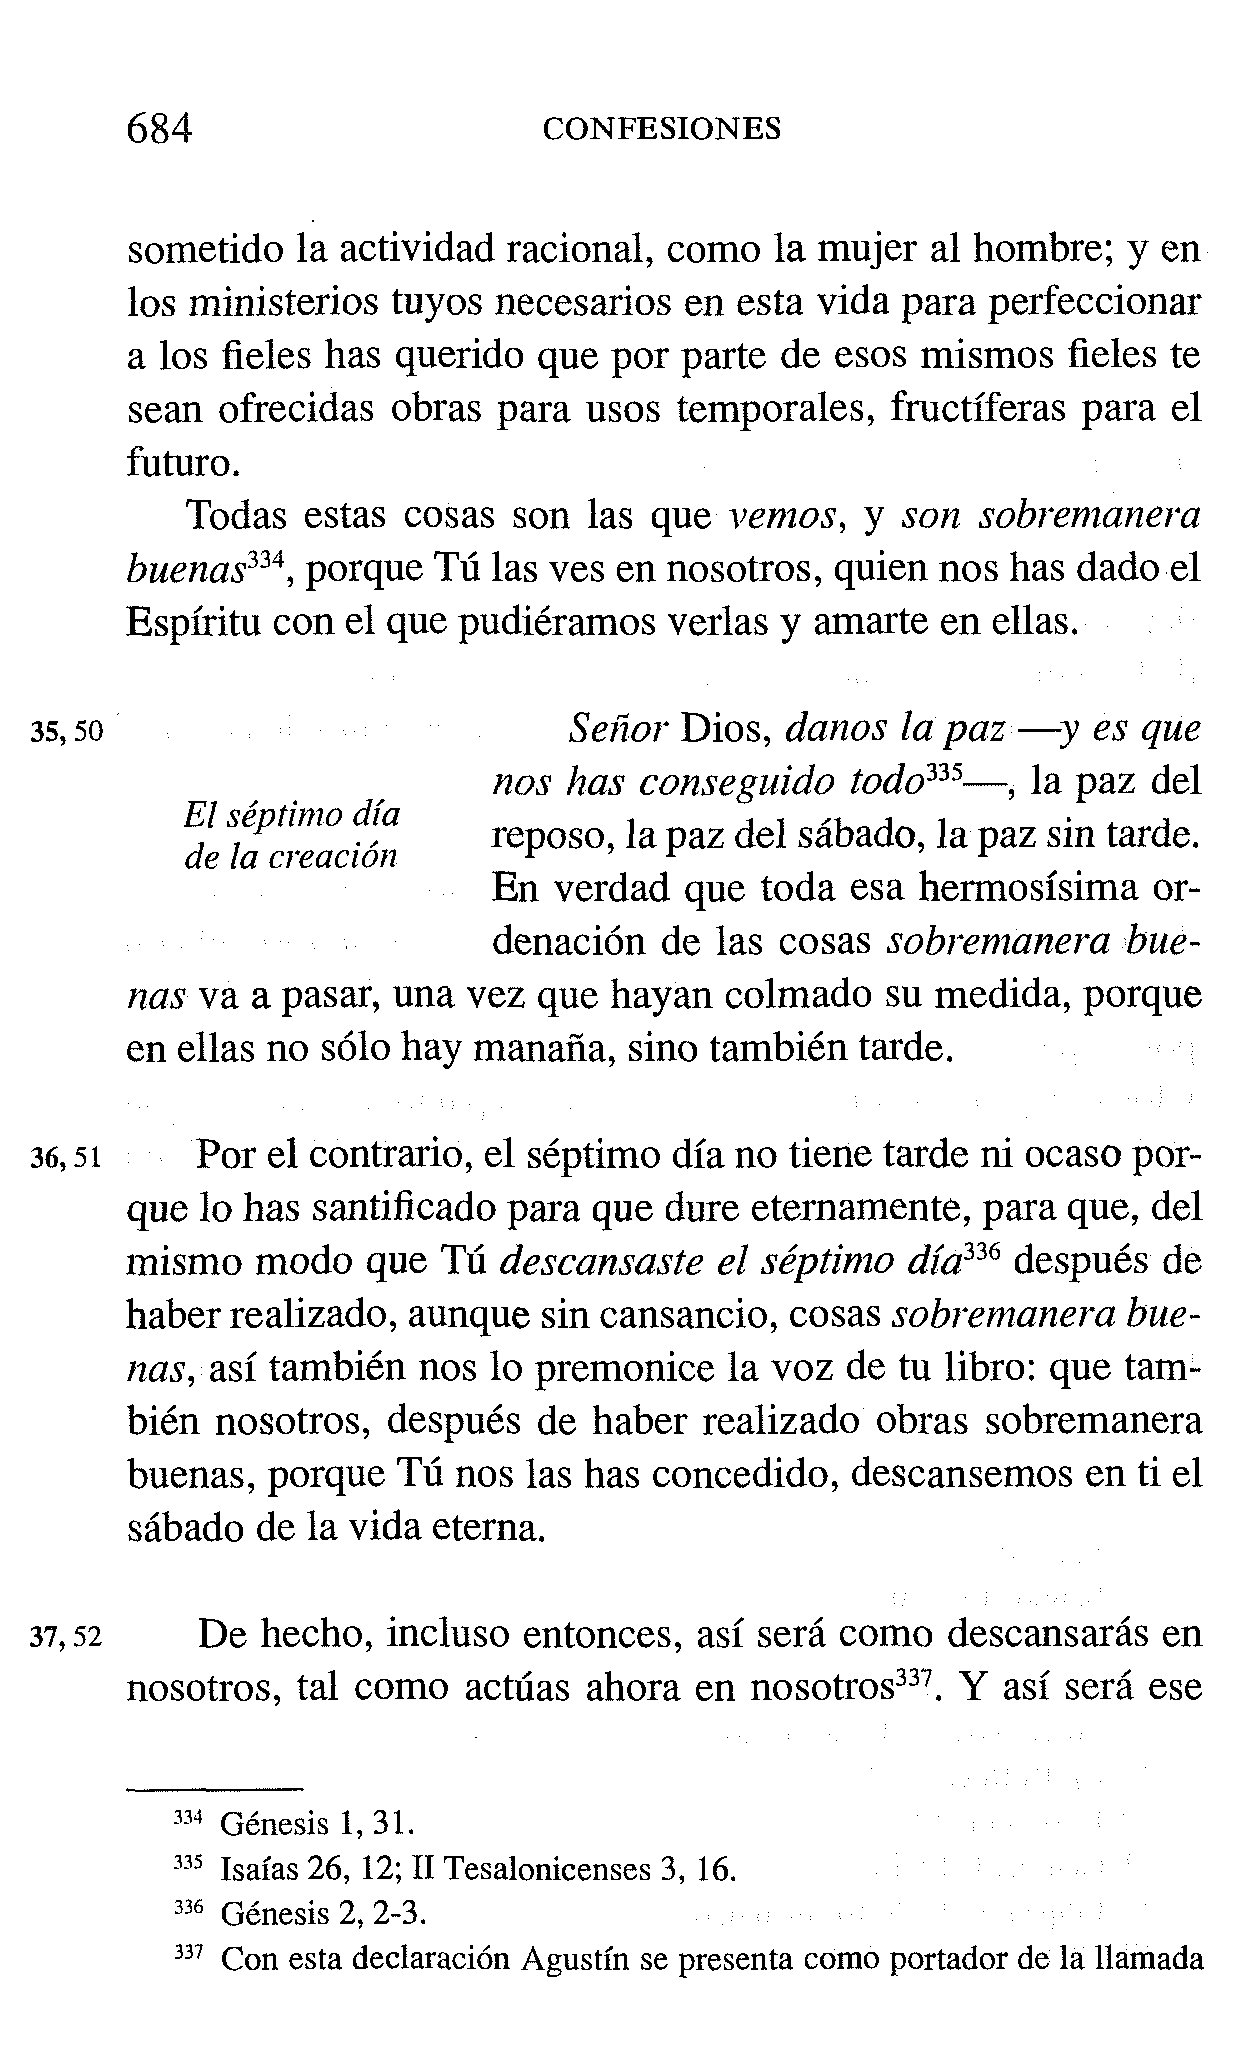 684 CONFESIONES
sometido la actividad racional, como la mujer al hombre; y en
los ministerios tuyos necesarios en esta vida para perfeccionar
a los fieles has querido que por parte de esos mismos fieles te
sean ofrecidas obras para usos temporales, fructíferas para el
futuro.
Todas estas cosas son las que vemos, y son sobremanera
buenas³³⁴, porque Tú las ves en nosotros, quien nos has dado el
Espíritu con el que pudiéramos verlas y amarte en ellas.
35, 50
El séptimo día
de la creación
Señor Dios, danos la paz —y es que
nos has conseguido todo³³⁵—, la paz del
reposo, la paz del sábado, la paz sin tarde.
En verdad que toda esa hermosísima or-
denación de las cosas sobremanera bue-
nas va a pasar, una vez que hayan colmado su medida, porque
en ellas no sólo hay manaña, sino también tarde.
36, 51 Por el contrario, el séptimo día no tiene tarde ni ocaso por-
que lo has santificado para que dure eternamente, para que, del
mismo modo que Tú descansaste el séptimo día³³⁶ después de
haber realizado, aunque sin cansancio, cosas sobremanera bue-
nas, así también nos lo premonice la voz de tu libro: que tam-
bién nosotros, después de haber realizado obras sobremanera
buenas, porque Tú nos las has concedido, descansemos en ti el
sábado de la vida eterna.
37, 52 De hecho, incluso entonces, así será como descansarás en
nosotros, tal como actúas ahora en nosotros³³⁷. Y así será ese
³³⁴ Génesis 1, 31.
³³⁵ Isaías 26, 12; II Tesalonicenses 3, 16.
³³⁶ Génesis 2, 2-3.
³³⁷ Con esta declaración Agustín se presenta como portador de la llamada